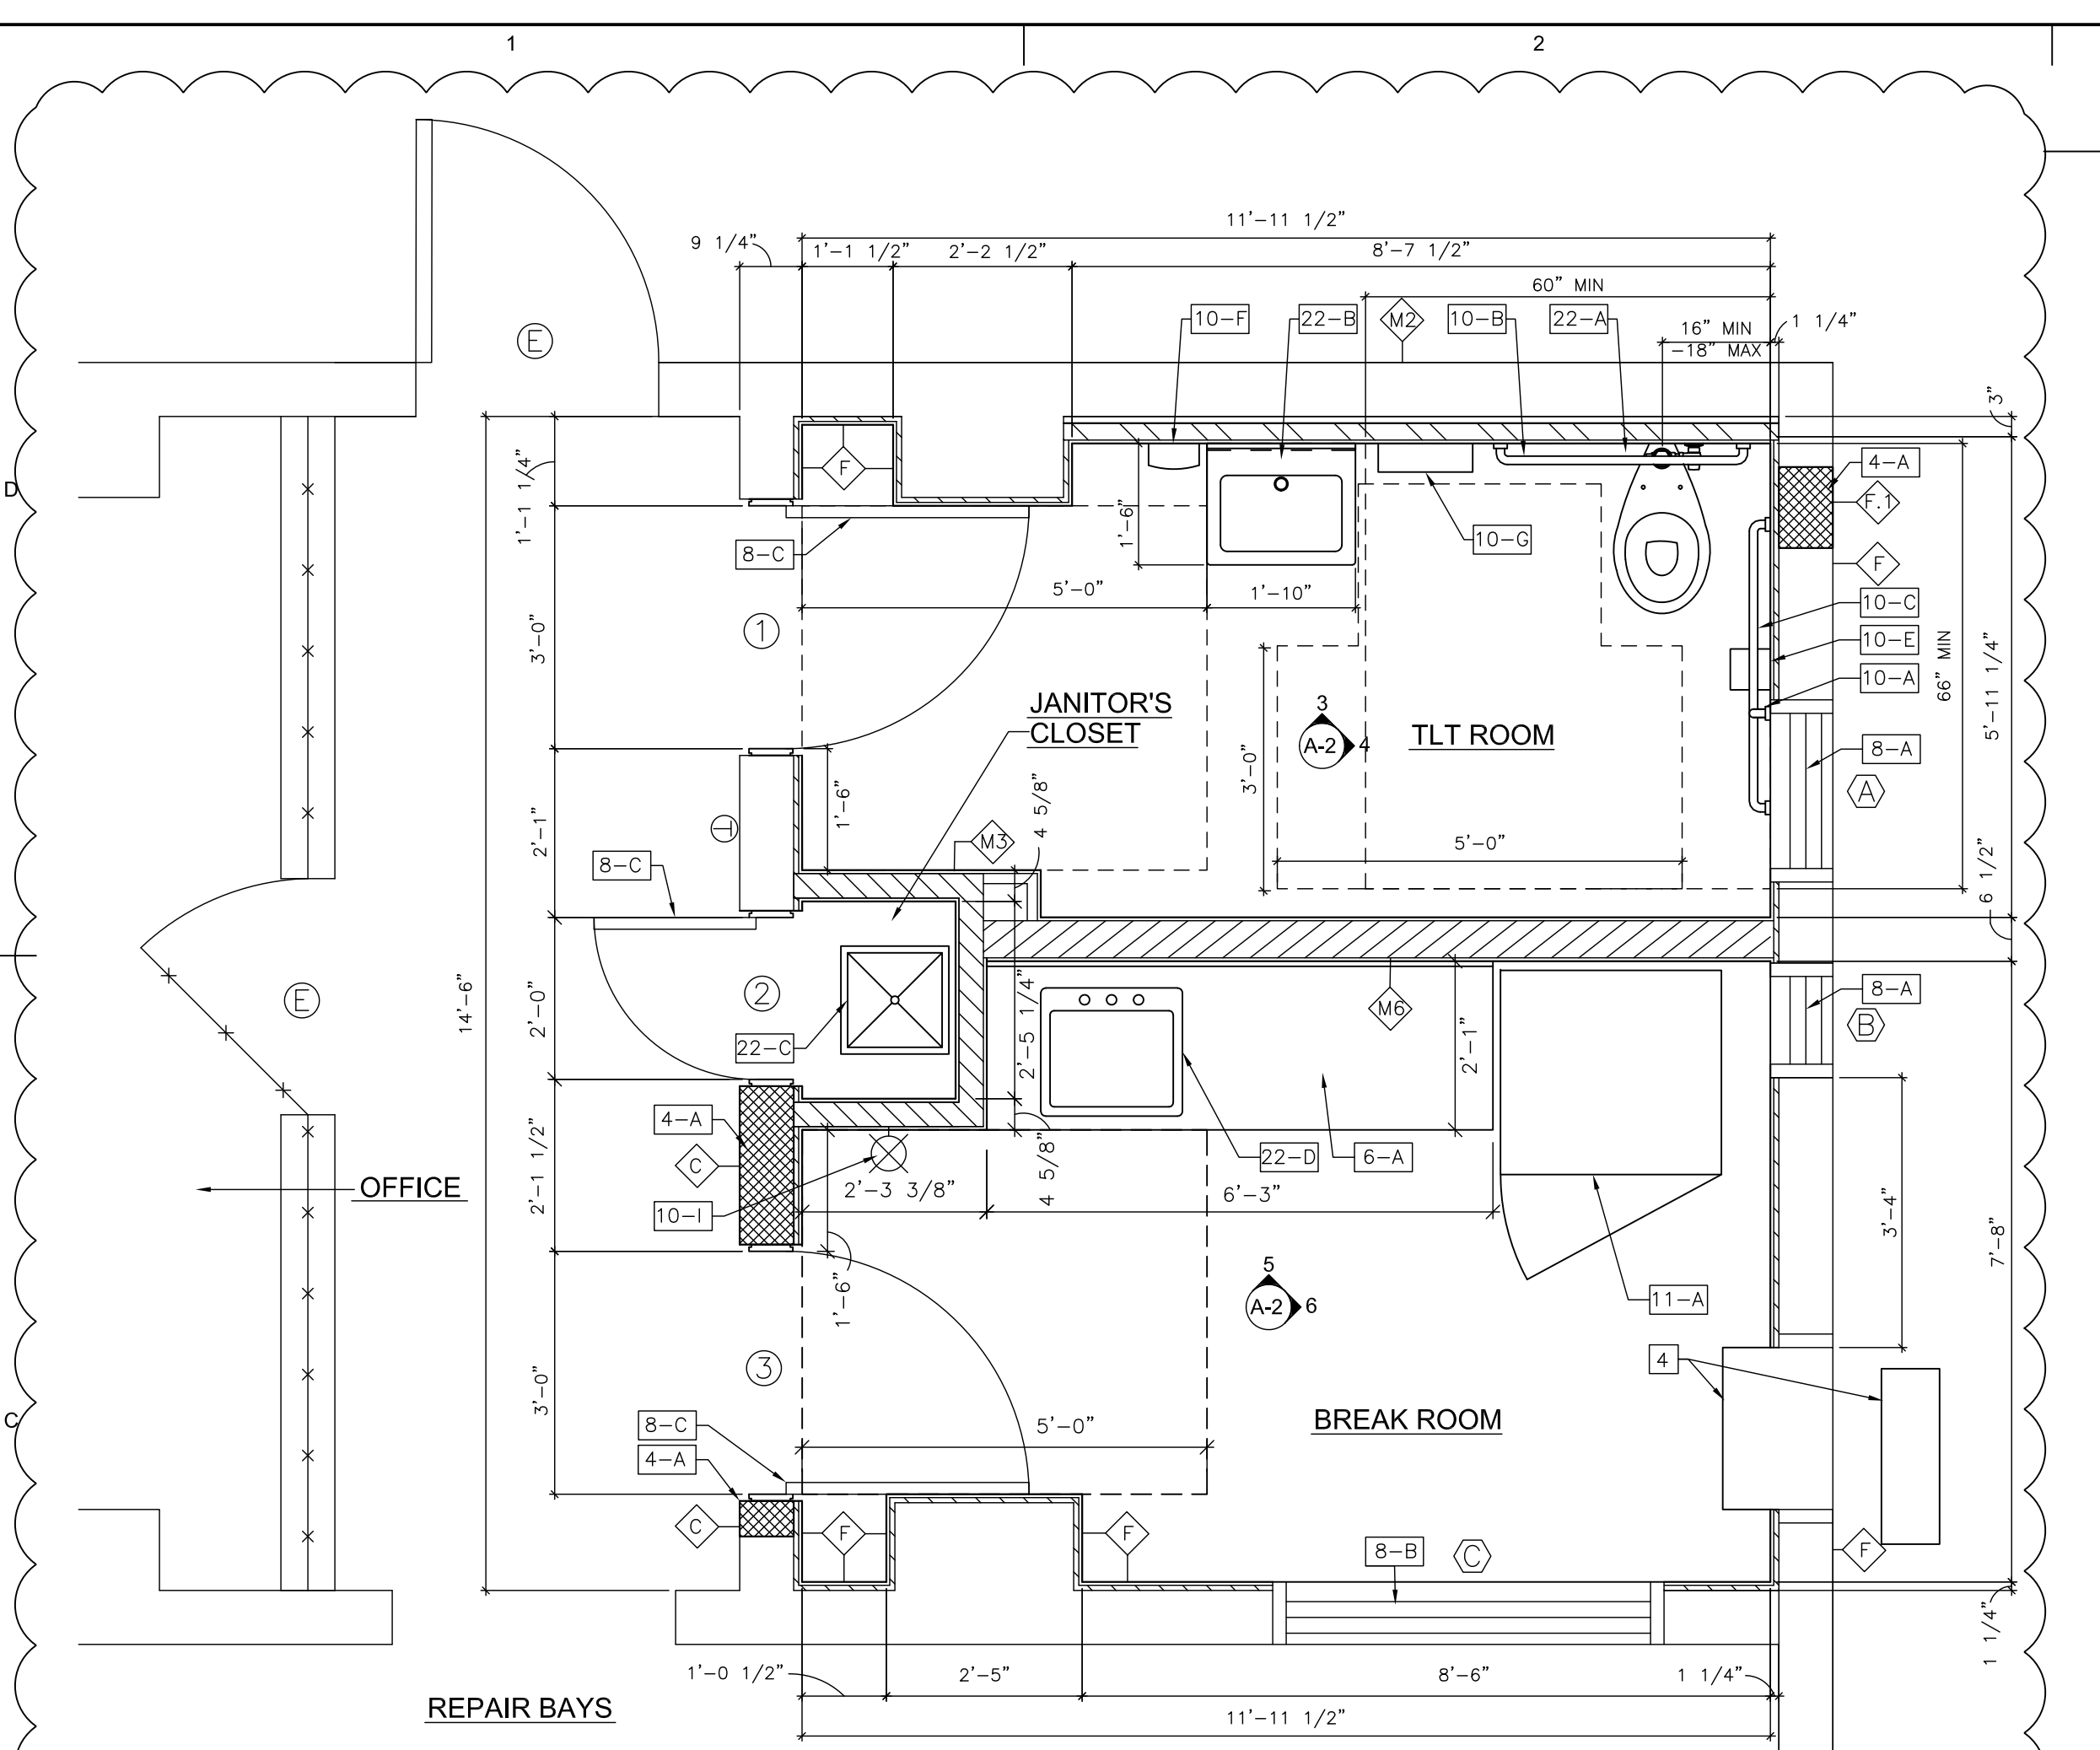 1
2
11'-11 1/2"
9 1/4"
1'-1 1/2"
2'-2 1/2"
8'-7 1/2"
60" MIN
10-F
22-B
M2
10-B
22-A
16" MIN
-18" MAX
1 1/4"
E
3"
F
4-A
F.1
D
1'-1 1/4"
1'-6"
10-G
8-C
F
5'-0"
1'-10"
10-C
1
3'-0"
10-E
66" MIN
5'-11 1/4"
10-A
JANITOR'S
CLOSET
3
A-2
4
TLT ROOM
8-A
3'-0"
A
4 5/8"
1'-6"
T
M3
2'-1"
5'-0"
8-C
6 1/2"
E
14'-6"
2
2'-0"
22-C
2'-5 1/4"
M6
2'-1"
8-A
B
4-A
C
2'-1 1/2"
22-D
6-A
OFFICE
2'-3 3/8"
4 5/8"
6'-3"
10-I
3'-4"
7'-8"
5
A-2
6
1'-6"
11-A
3
3'-0"
4
C
8-C
5'-0"
BREAK ROOM
4-A
C
F
F
8-B
C
F
1 1/4"
1'-0 1/2"
2'-5"
8'-6"
1 1/4"
REPAIR BAYS
11'-11 1/2"